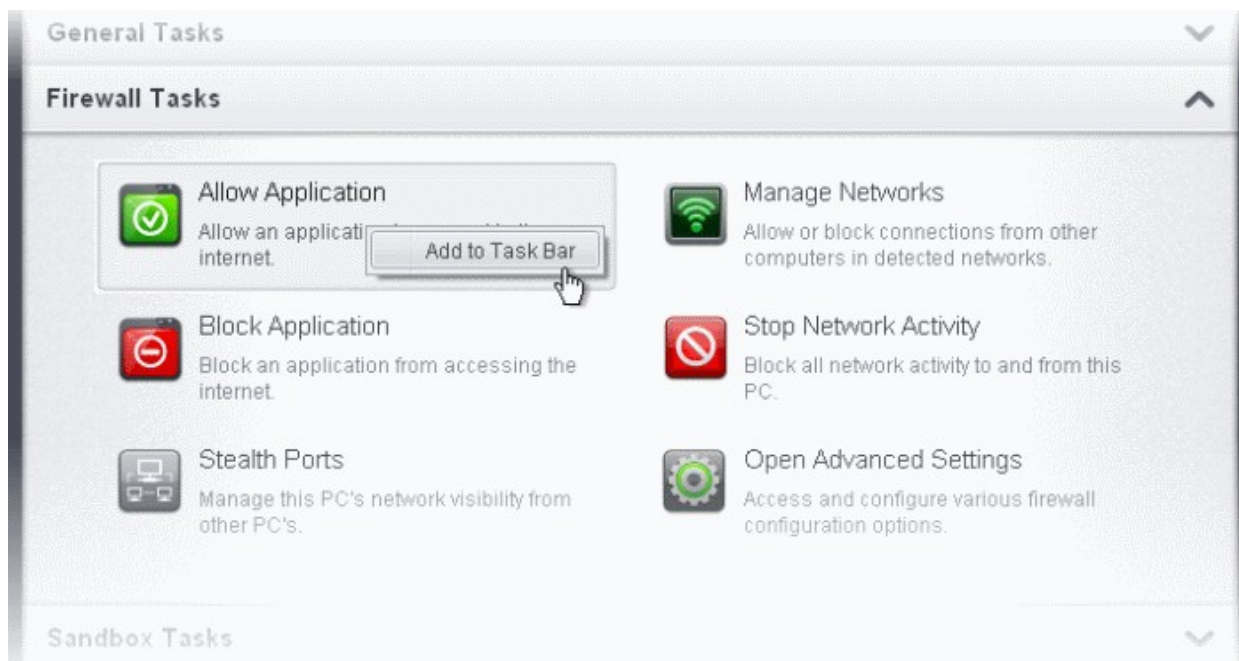 General Tasks
Firewall Tasks
Allow Application
Allow an applicati
internet.
Add to Task Bar
Manage Networks
Allow or block connections from other
computers in detected networks.
Block Application
Block an application from accessing the
internet.
Stop Network Activity
Block all network activity to and from this
PC.
Stealth Ports
Manage this PC's network visibility from
other PC's.
Open Advanced Settings
Access and configure various firewall
configuration options.
Sandbox Tasks